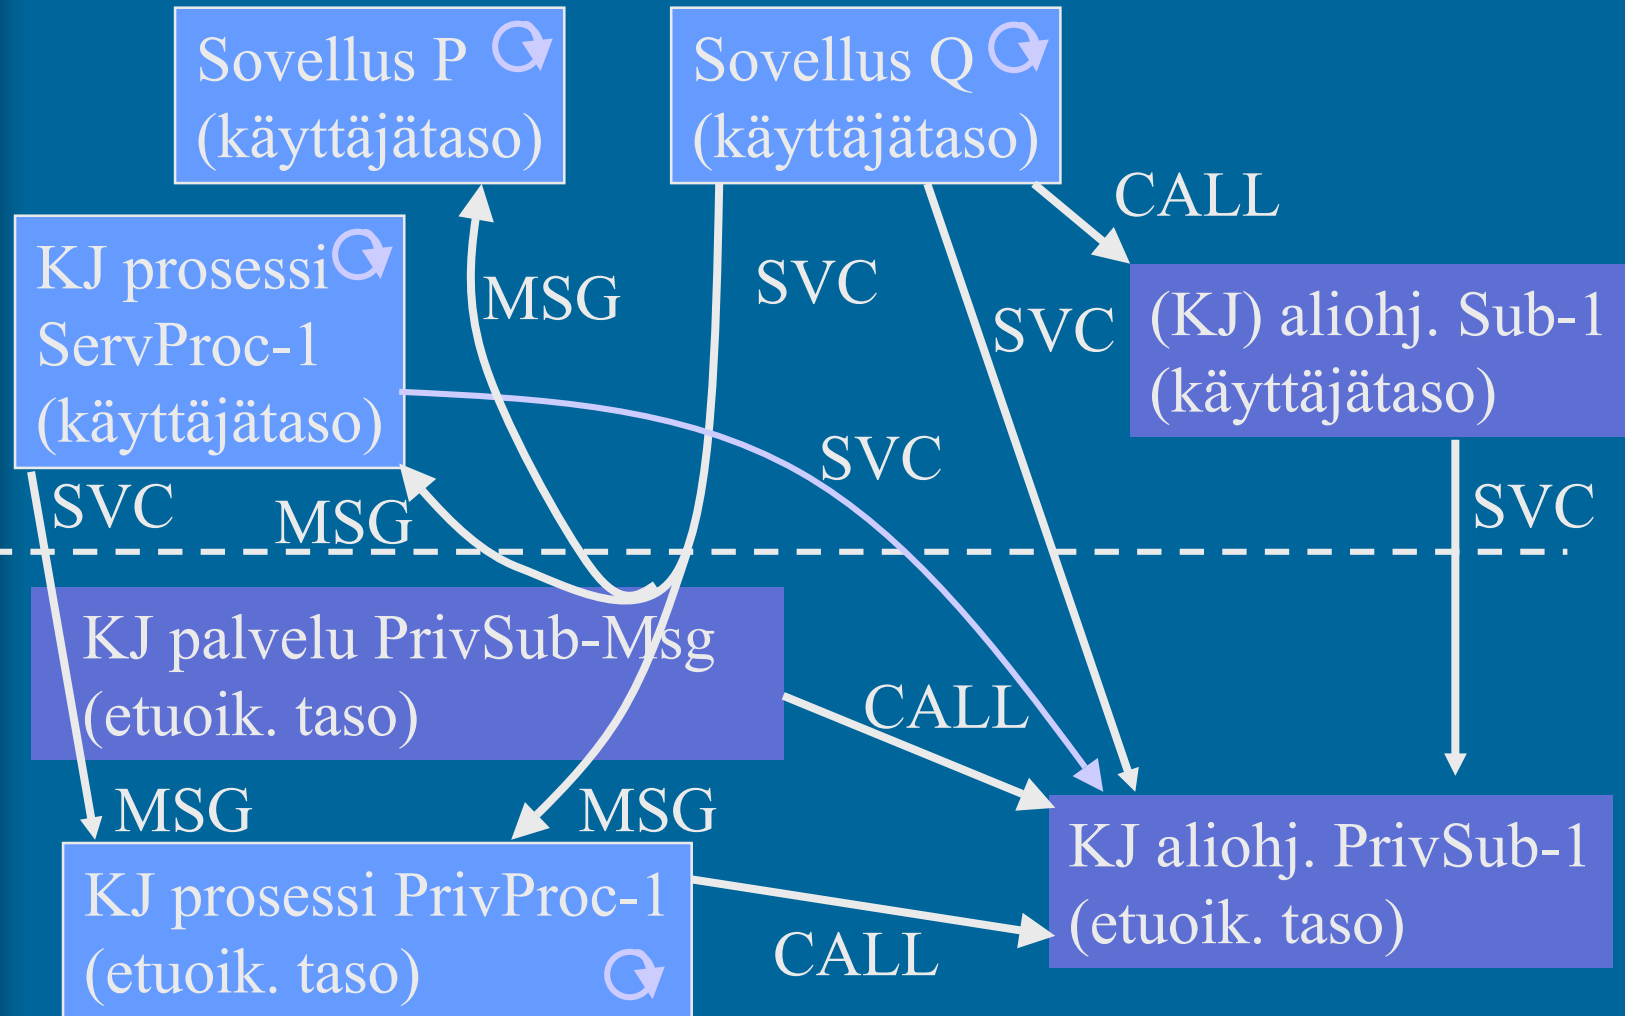 Sovellus P
(käyttäjätaso)
Sovellus Q
(käyttäjätaso)
CALL
KJ prosessi
ServProc-1
(käyttäjätaso)
MSG
SVC
SVC
(KJ) aliohj. Sub-1
(käyttäjätaso)
SVC
SVC
MSG
SVC
KJ palvelu PrivSub-Msg
(etuoik. taso)
CALL
MSG
MSG
KJ prosessi PrivProc-1
(etuoik. taso)
CALL
KJ aliohj. PrivSub-1
(etuoik. taso)